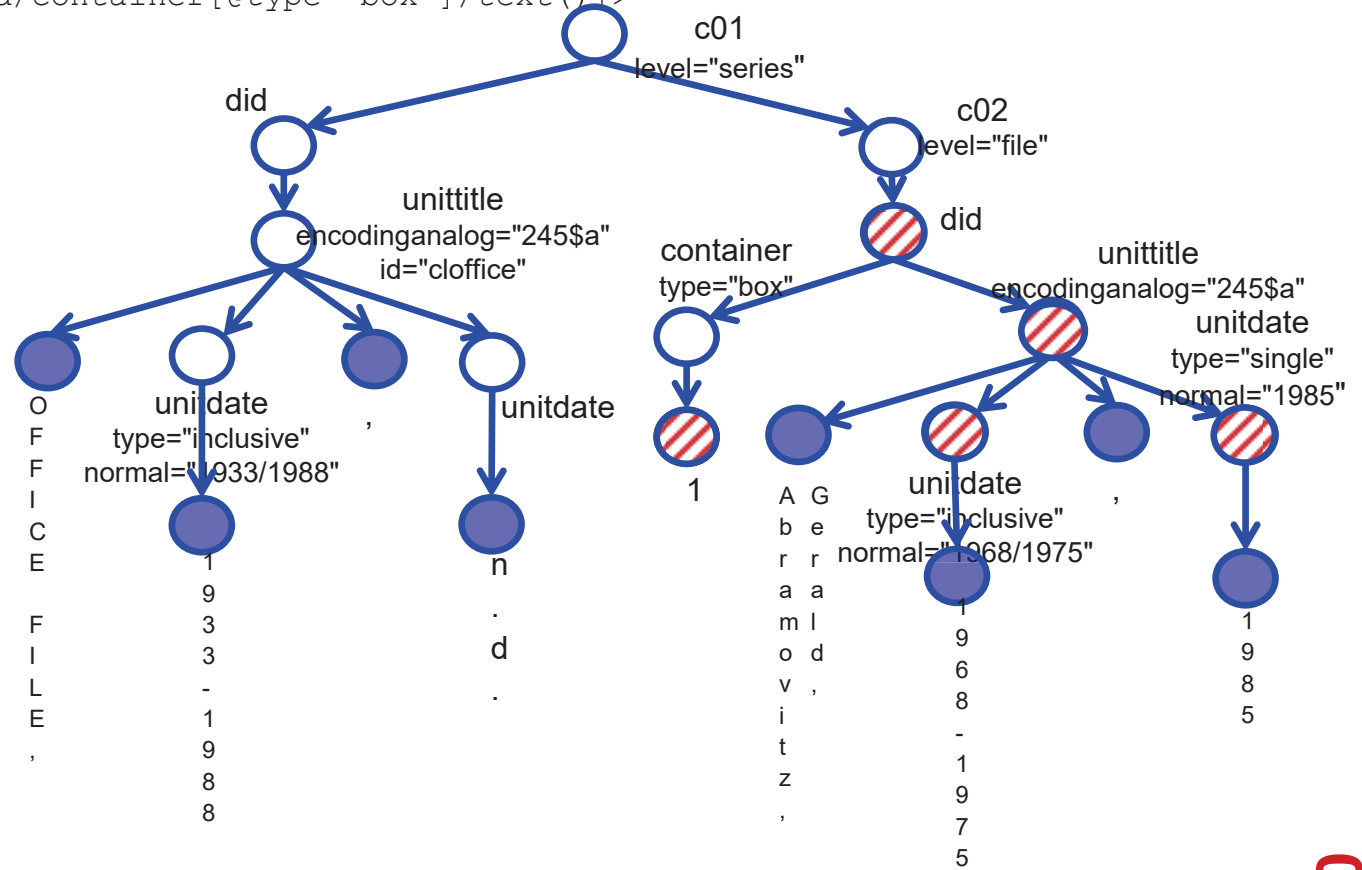 c01
level="series"
did
c02
level="file"
unittitle
encodinganalog="245$a"
id="cloffice"
did
container
type="box"
unittitle
encodinganalog="245$a"
unitdate
type="single"
normal="1985"
OFFICE FILE,
unitdate
type="inclusive"
normal="1933/1988"
,
unitdate
1
Abramovitz,
Gerald,
unitdate
type="inclusive"
normal="1968/1975"
,
1933-1988
n.d.
1968-1975
1985